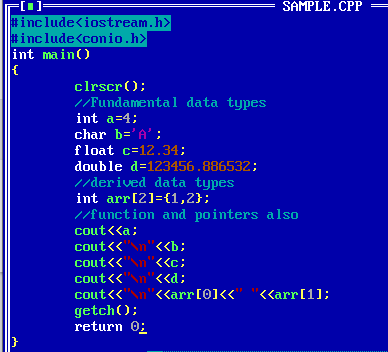 [■] SAMPLE.CPP
#include<iostream.h>
#include<conio.h>
int main()
{
clrscr();
//Fundamental data types
int a=4;
char b='A';
float c=12.34;
double d=123456.886532;
//derived data types
int arr[2]={1,2};
//function and pointers also
cout<<a;
cout<<"\n"<<b;
cout<<"\n"<<c;
cout<<"\n"<<d;
cout<<"\n"<<arr[0]<<" "<<arr[1];
getch();
return 0;
}